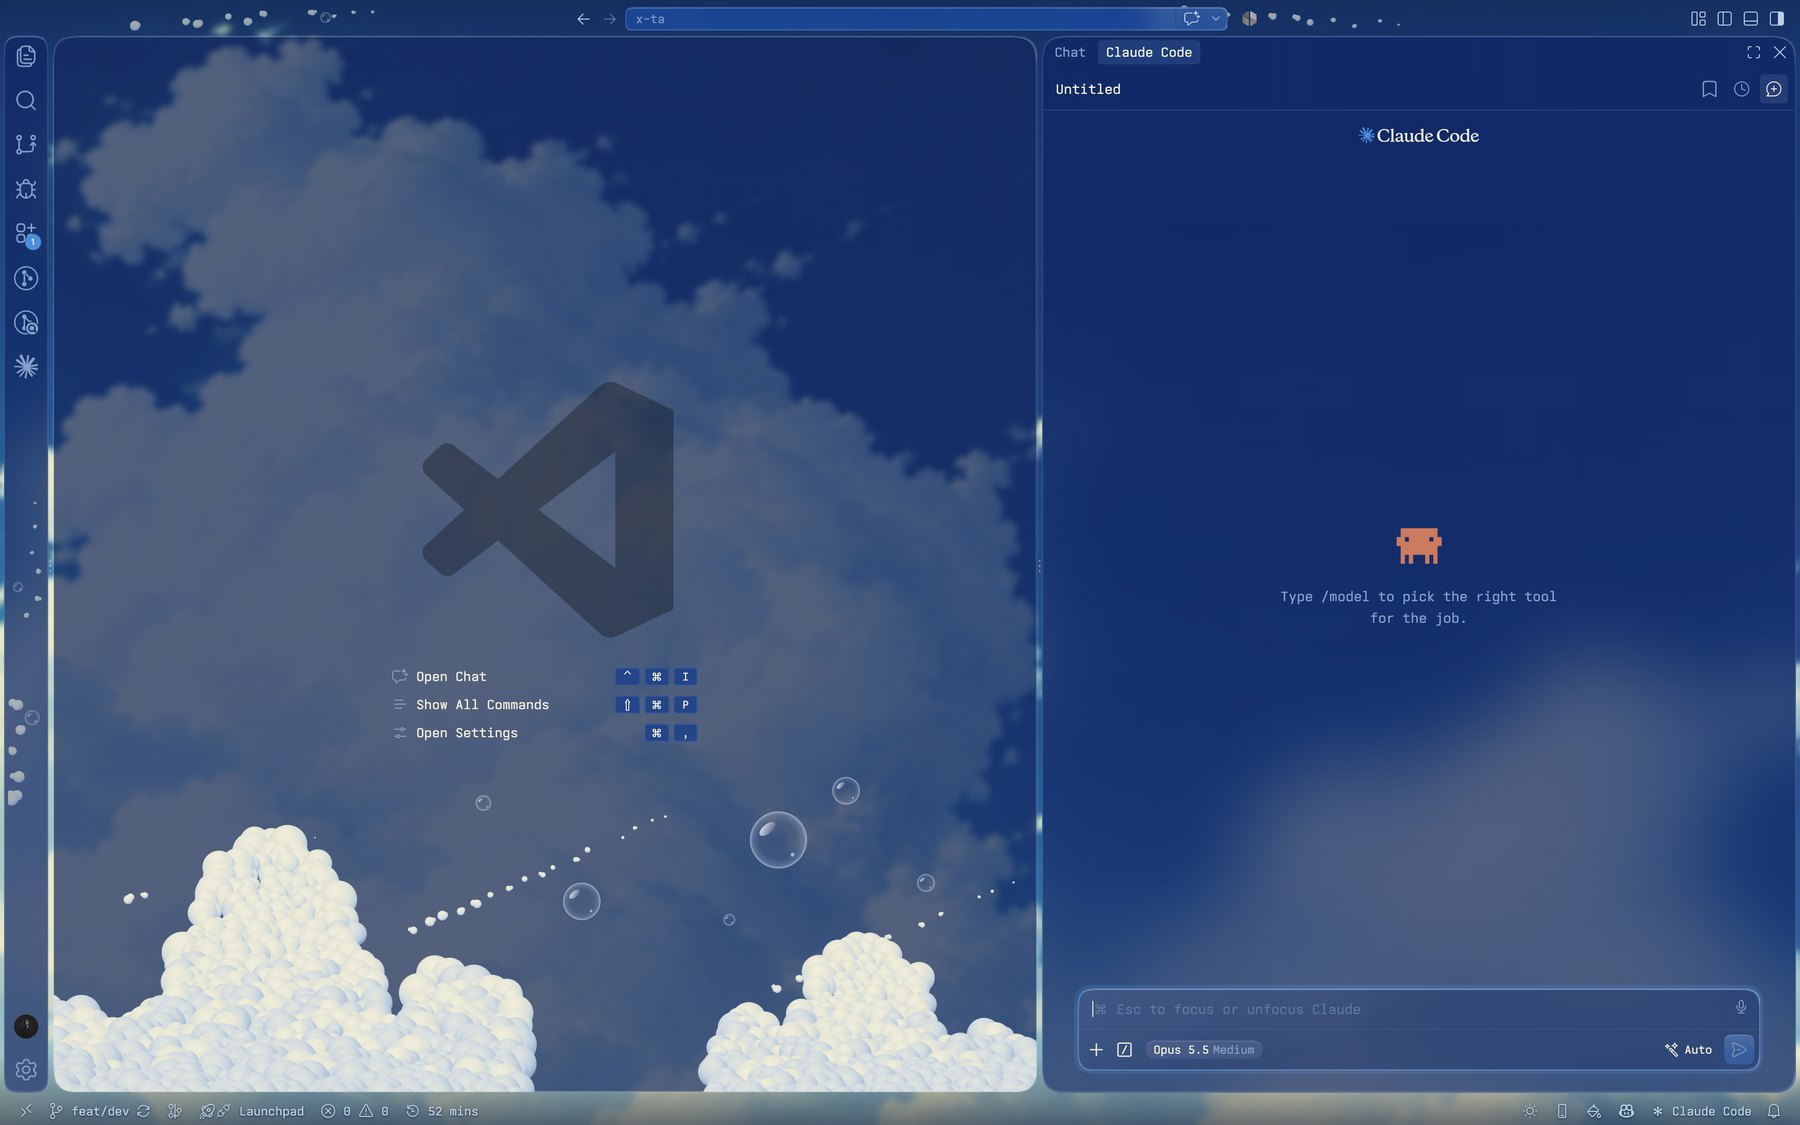 x-ta
Chat
Claude Code
Untitled
Claude Code
1
Type /model to pick the right tool
for the job.
Open Chat ^ ⌘ I
Show All Commands ⇧ ⌘ P
Open Settings ⌘ ,
⌘ Esc to focus or unfocus Claude
Opus 5.5 Medium
Auto
feat/dev
Launchpad
0
0
52 mins
Claude Code